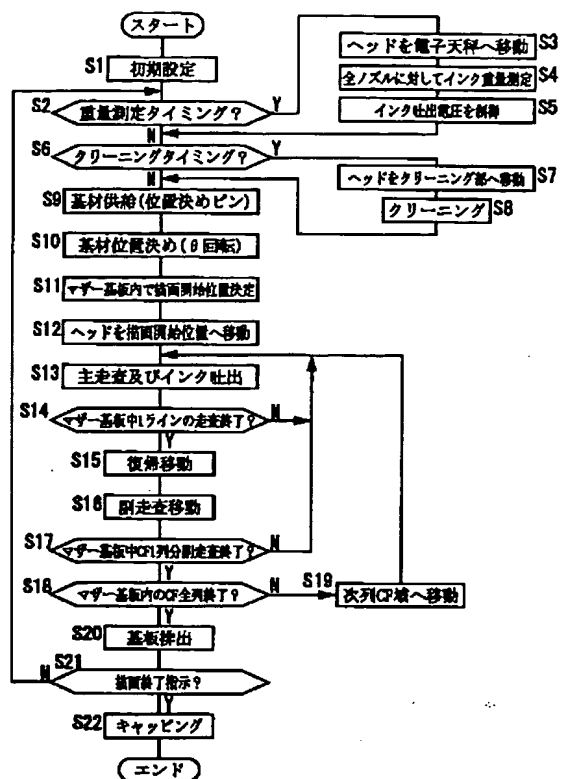 スタート
S1 初期設定
S2 重量測定タイミング? Y
N
S3 ヘッドを電子天秤へ移動
S4 全ノズルに対してインク重量測定
S5 インク吐出電圧を制御
S6 クリーニングタイミング? Y
N
S7 ヘッドをクリーニング部へ移動
S8 クリーニング
S9 基材供給(位置決めピン)
S10 基材位置決め(θ回転)
S11 マザー基板内で描画開始位置決定
S12 ヘッドを描画開始位置へ移動
S13 主走査及びインク吐出
S14 マザー基板中1ラインの走査終了? N
Y
S15 復帰移動
S16 副走査移動
S17 マザー基板中CF1列分副走査終了? N
Y
S18 マザー基板内のCF全列終了? N
S19 次列CF域へ移動
Y
S20 基板排出
S21 描画終了指示? N
Y
S22 キャッピング
エンド